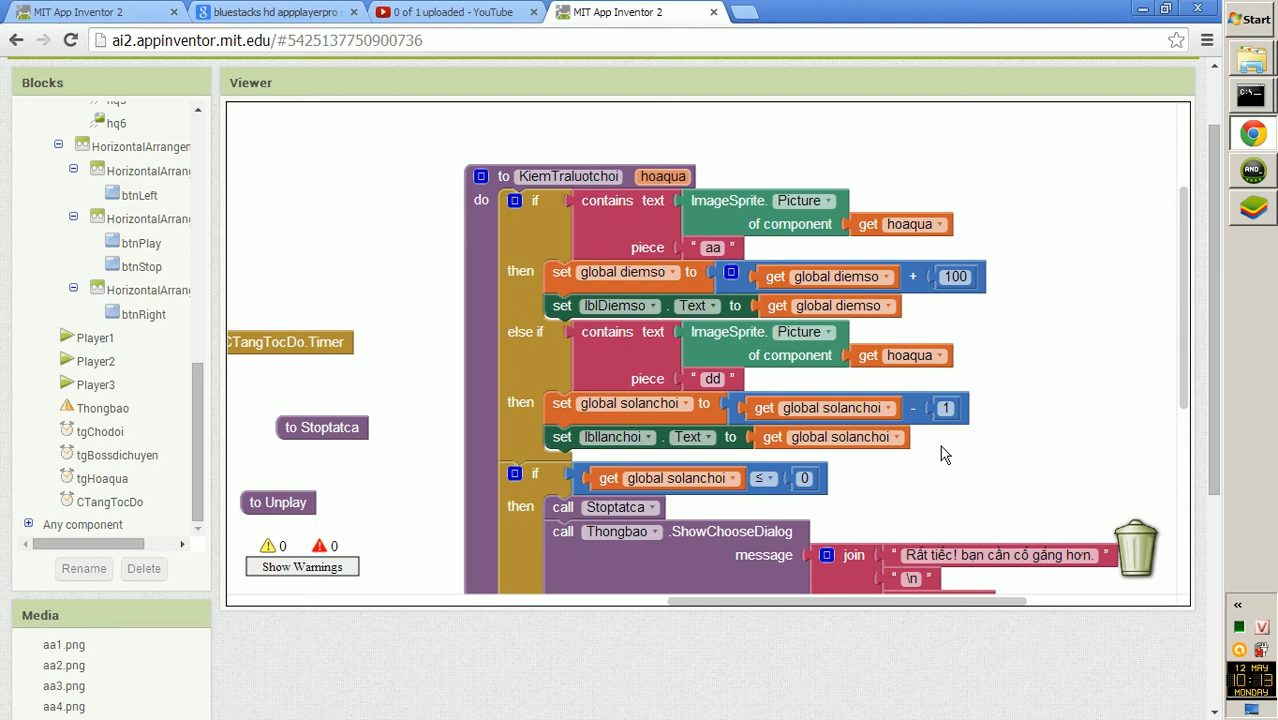 MIT App Inventor 2
bluestacks hd appplayerpro s
0 of 1 uploaded - YouTube
MIT App Inventor 2
Start
ai2.appinventor.mit.edu/#5425137750900736
Blocks
Viewer
hq6
HorizontalArranger
HorizontalArrang
btnLeft
HorizontalArrang
btnPlay
btnStop
HorizontalArrang
btnRight
Player1
Player2
Player3
Thongbao
tgChodoi
tgBossdichuyen
tgHoaqua
CTangTocDo
Any component
Rename
Delete
Media
aa1.png
aa2.png
aa3.png
aa4.png
CTangTocDo.Timer
to Stoptatca
to Unplay
0 0
Show Warnings
to KiemTraluotchoi hoaqua
do if contains text ImageSprite. Picture
of component get hoaqua
piece “ aa ”
then set global diemso to get global diemso + 100
set lblDiemso . Text to get global diemso
else if contains text ImageSprite. Picture
of component get hoaqua
piece “ dd ”
then set global solanchoi to get global solanchoi - 1
set lbllanchoi . Text to get global solanchoi
if get global solanchoi ≤ 0
then call Stoptatca
call Thongbao .ShowChooseDialog
message join “ Rất tiếc! bạn cần cố gắng hơn. ”
“ \n ”
AND_
C:\_
12 MAY
10:13
MONDAY